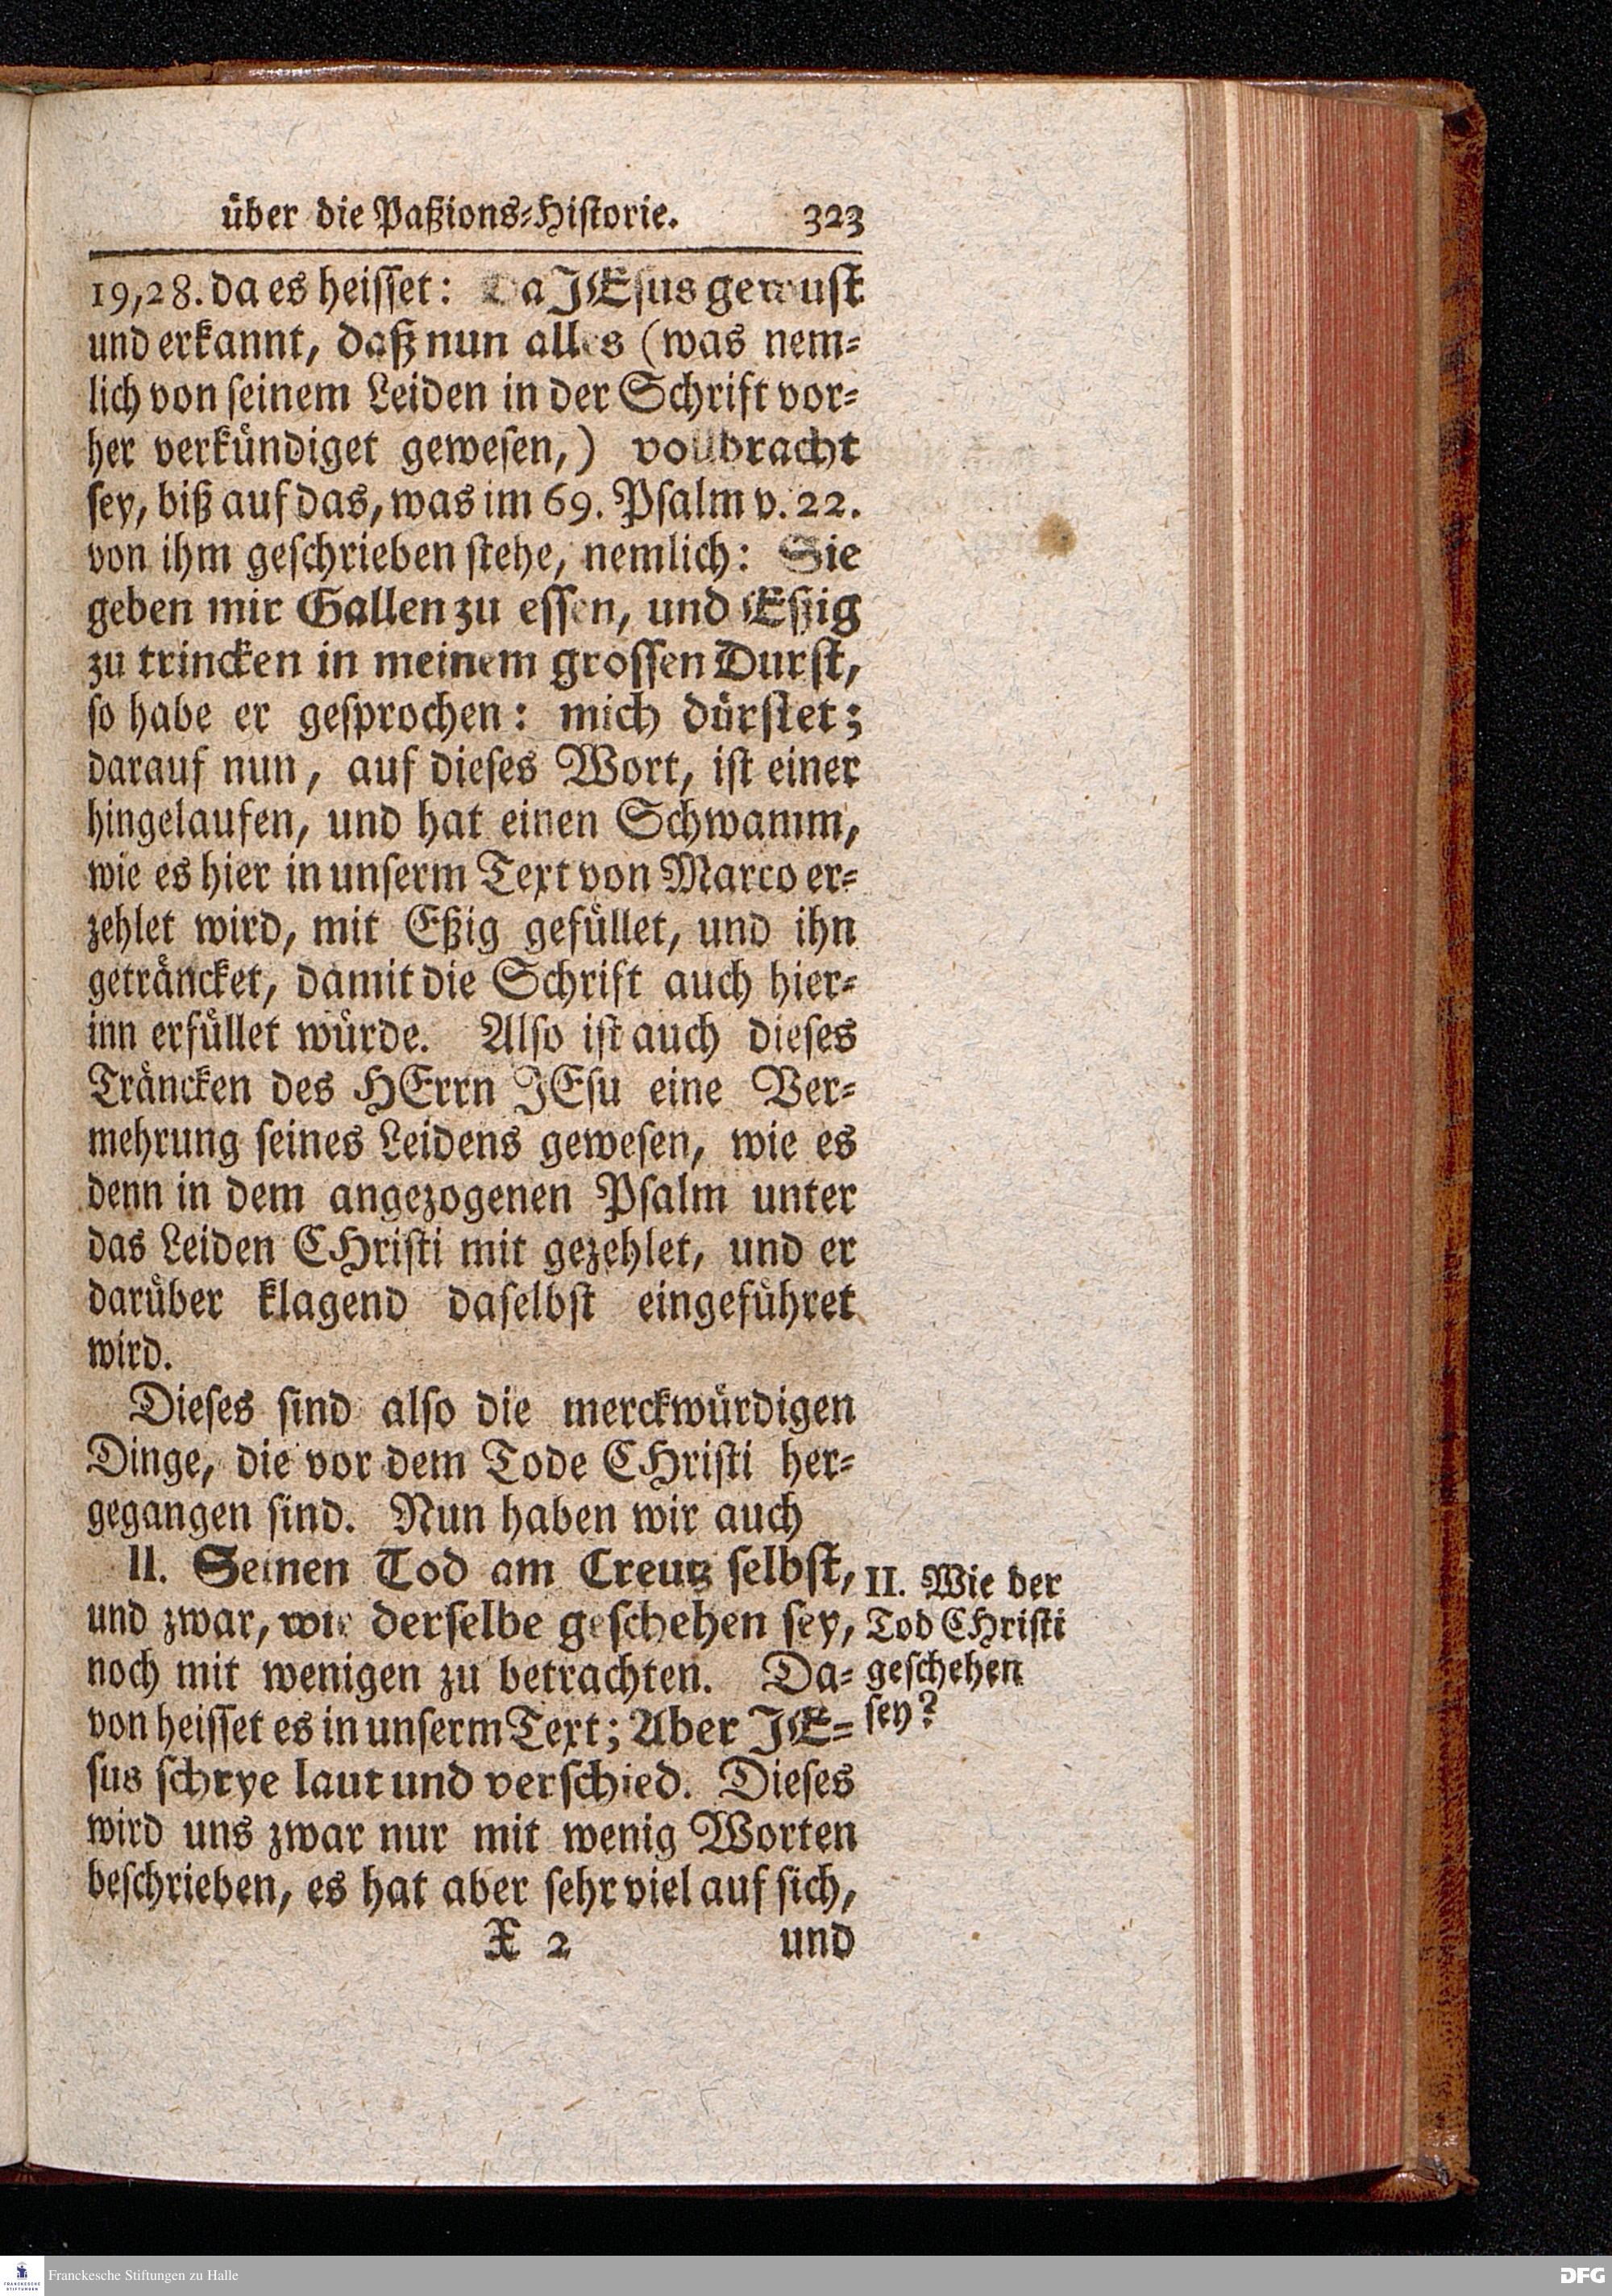 über die Paßions-Historie. 323
19,28. da es heisset: Da JEsus gewust
und erkannt, daß nun alles (was nem-
lich von seinem Leiden in der Schrift vor-
her verkündiget gewesen,) vollbracht
sey, biß auf das, was im 69. Psalm v. 22.
von ihm geschrieben stehe, nemlich: Sie
geben mir Gallen zu essen, und Eßig
zu trincken in meinem grossen Durst,
so habe er gesprochen: mich dürstet;
darauf nun, auf dieses Wort, ist einer
hingelaufen, und hat einen Schwamm,
wie es hier in unserm Text von Marco er-
zehlet wird, mit Eßig gefüllet, und ihn
geträncket, damit die Schrift auch hier-
inn erfüllet würde. Also ist auch dieses
Träncken des HErrn JEsu eine Ver-
mehrung seines Leidens gewesen, wie es
denn in dem angezogenen Psalm unter
das Leiden CHristi mit gezehlet, und er
darüber klagend daselbst eingeführet
wird.
Dieses sind also die merckwürdigen
Dinge, die vor dem Tode CHristi her-
gegangen sind. Nun haben wir auch
II. Seinen Tod am Creutz selbst,
und zwar, wie derselbe geschehen sey,
noch mit wenigen zu betrachten. Da-
von heisset es in unserm Text; Aber JE-
sus schrye laut und verschied. Dieses
wird uns zwar nur mit wenig Worten
beschrieben, es hat aber sehr viel auf sich,
X 2 und
II. Wie der
Tod CHristi
geschehen
sey?
FRANCKESCHE
STIFTUNGEN
Franckesche Stiftungen zu Halle
DFG